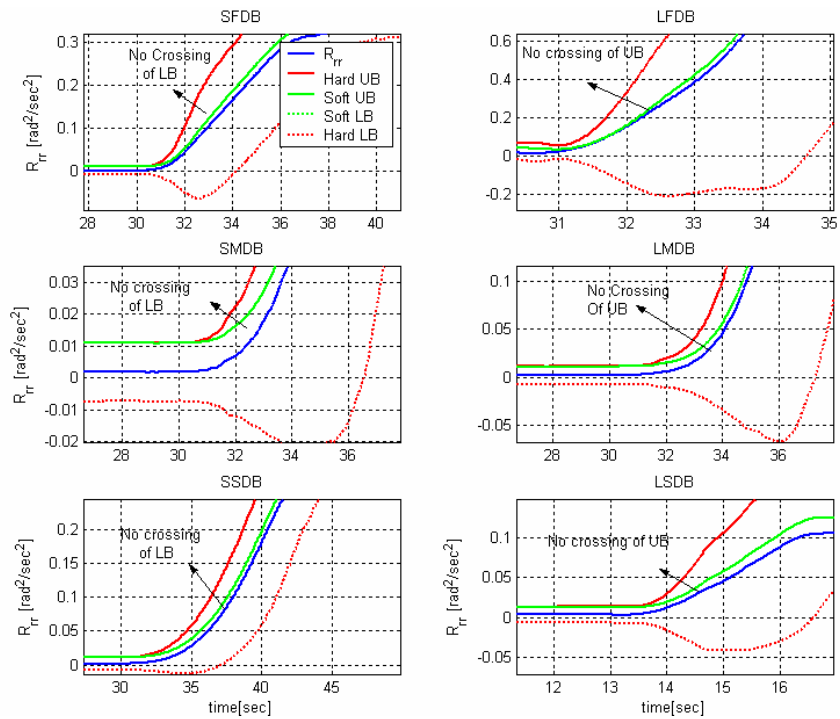 SFDB
LFDB
R_rr [rad²/sec²]
0.3
0.2
0.1
0
28 30 32 34 36 38 40
No Crossing
of LB
R_rr
Hard UB
Soft UB
Soft LB
Hard LB
0.6
0.4
0.2
0
-0.2
31 32 33 34 35
No crossing of UB
SMDB
LMDB
R_rr [rad²/sec²]
0.03
0.02
0.01
0
-0.01
-0.02
28 30 32 34 36
No crossing
of LB
0.1
0.05
0
-0.05
28 30 32 34 36
No Crossing
Of UB
SSDB
LSDB
R_rr [rad²/sec²]
0.2
0.15
0.1
0.05
0
30 35 40 45
time[sec]
No crossing
of LB
R_rr [rad²/sec²]
0.1
0.05
0
-0.05
12 13 14 15 16
time[sec]
No crossing of UB